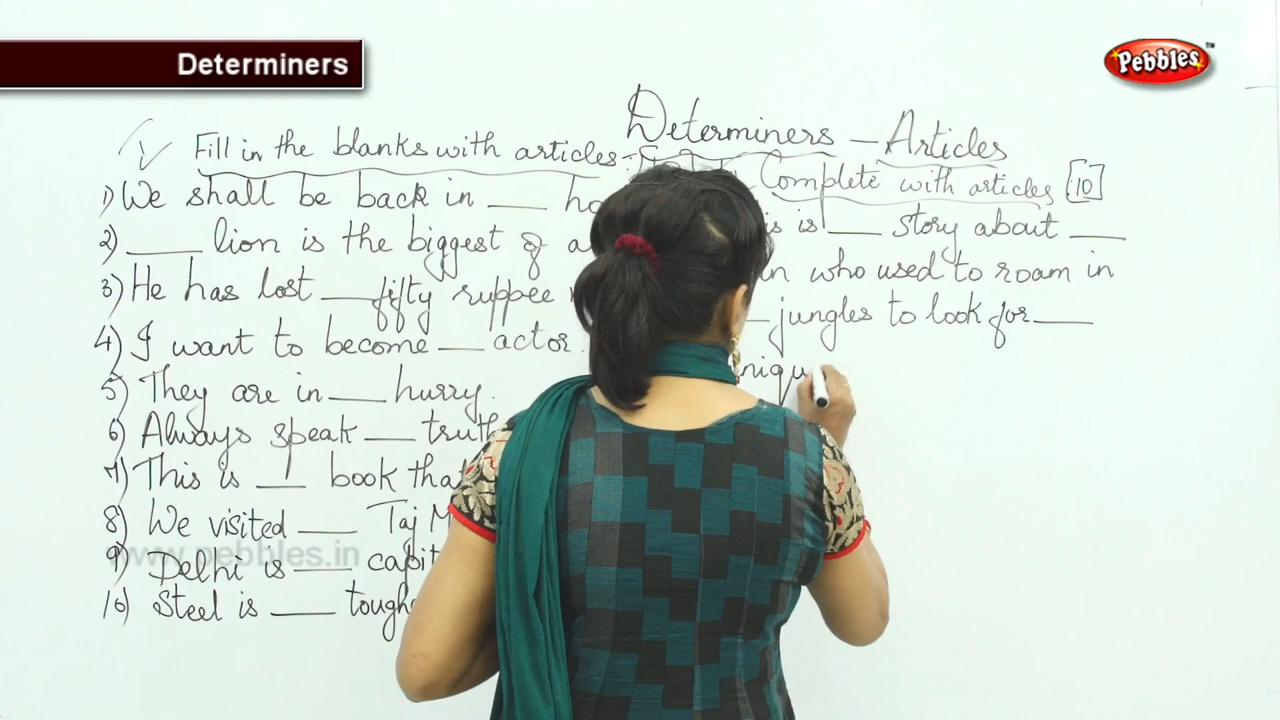 Determiners
Pebbles™
Determiners – Articles
V Fill in the blanks with articles.
1) We shall be back in ___
2) ___ lion is the biggest of
3) He has lost ___ fifty ruppee
4) I want to become ___ actor.
5) They are in ___ hurry.
6) Always speak ___ truth
7) This is ___ book that
8) We visited ___ Taj
9) Delhi is ___
10) Steel is ___
Complete with articles [10]
is ___ story about ___
who used to roam in
___ jungles to look for ___
www.pebbles.in